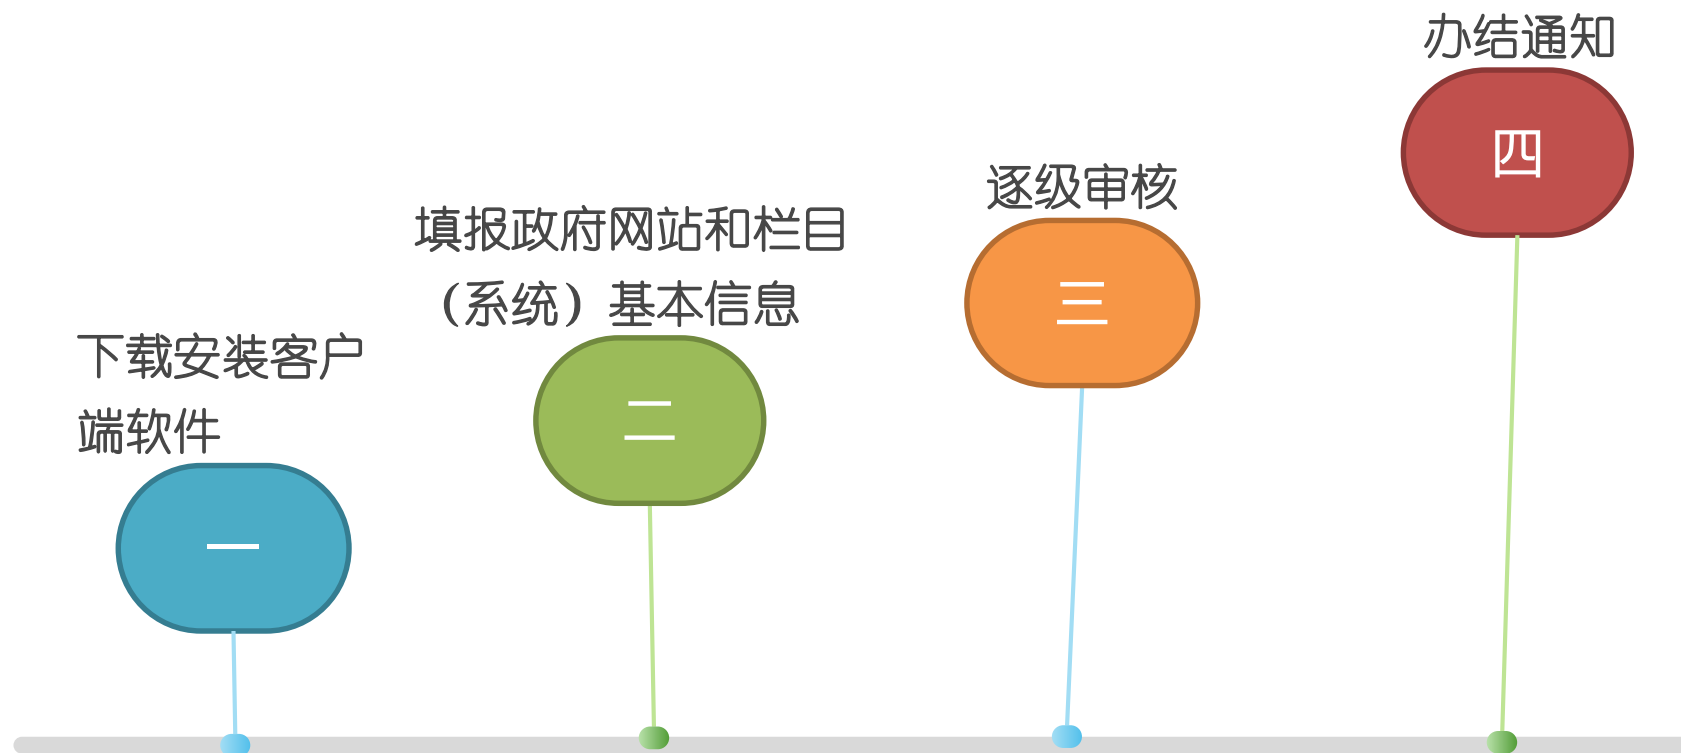 下载安装客户
端软件
一
填报政府网站和栏目
（系统）基本信息
二
逐级审核
三
办结通知
四